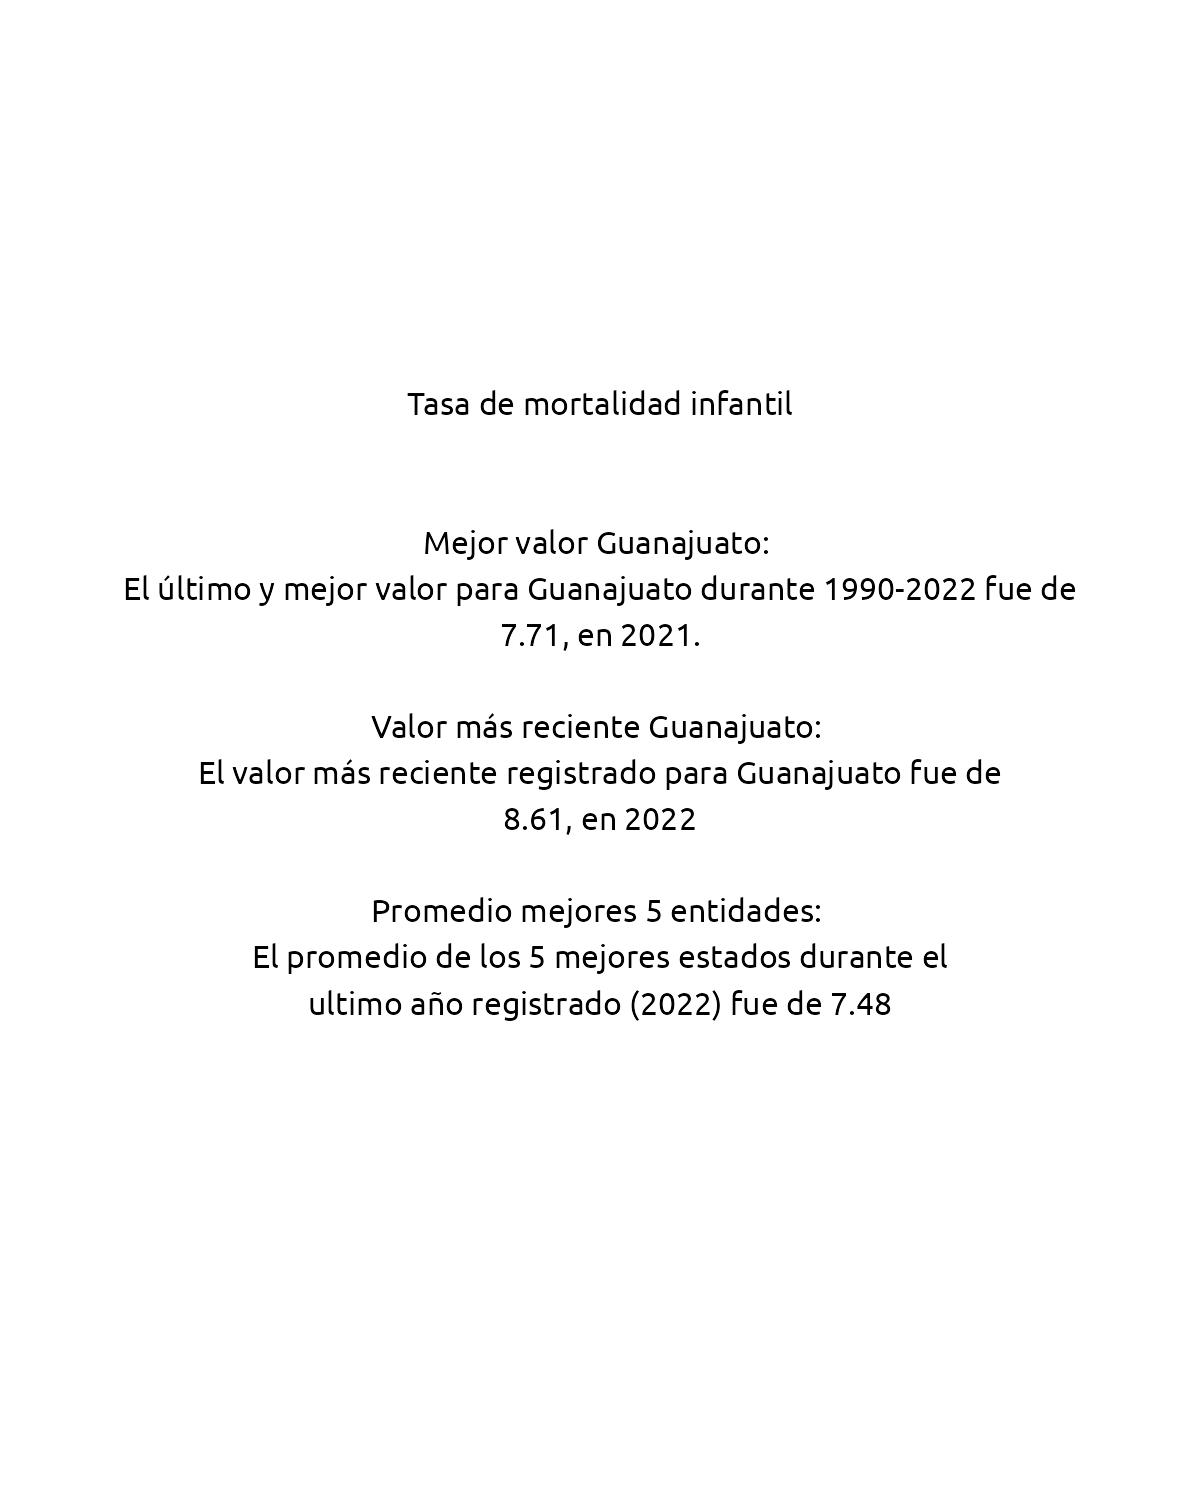 Tasa de mortalidad infantil
Mejor valor Guanajuato:
El último y mejor valor para Guanajuato durante 1990-2022 fue de
7.71, en 2021.
Valor más reciente Guanajuato:
El valor más reciente registrado para Guanajuato fue de
8.61, en 2022
Promedio mejores 5 entidades:
El promedio de los 5 mejores estados durante el
ultimo año registrado (2022) fue de 7.48